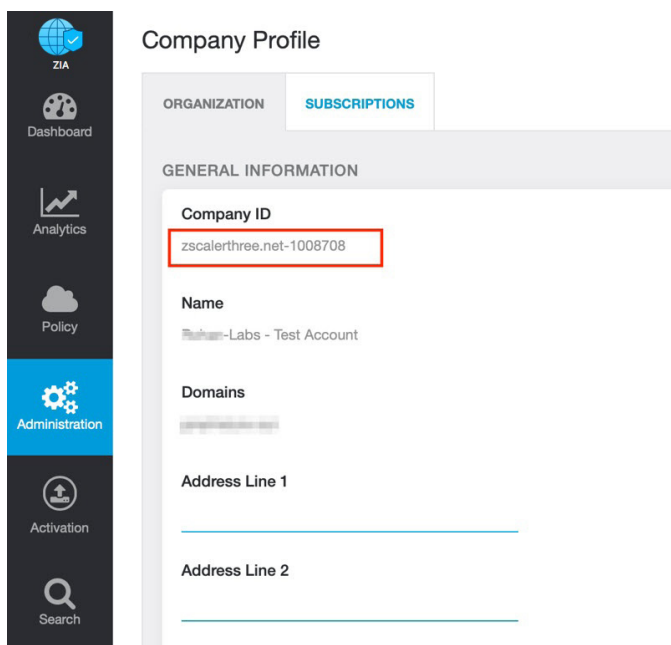 ZIA
Dashboard
Analytics
Policy
Administration
Activation
Search
Company Profile
ORGANIZATION
SUBSCRIPTIONS
GENERAL INFORMATION
Company ID
zscalerthree.net-1008708
Name
-Labs - Test Account
Domains
Address Line 1
Address Line 2